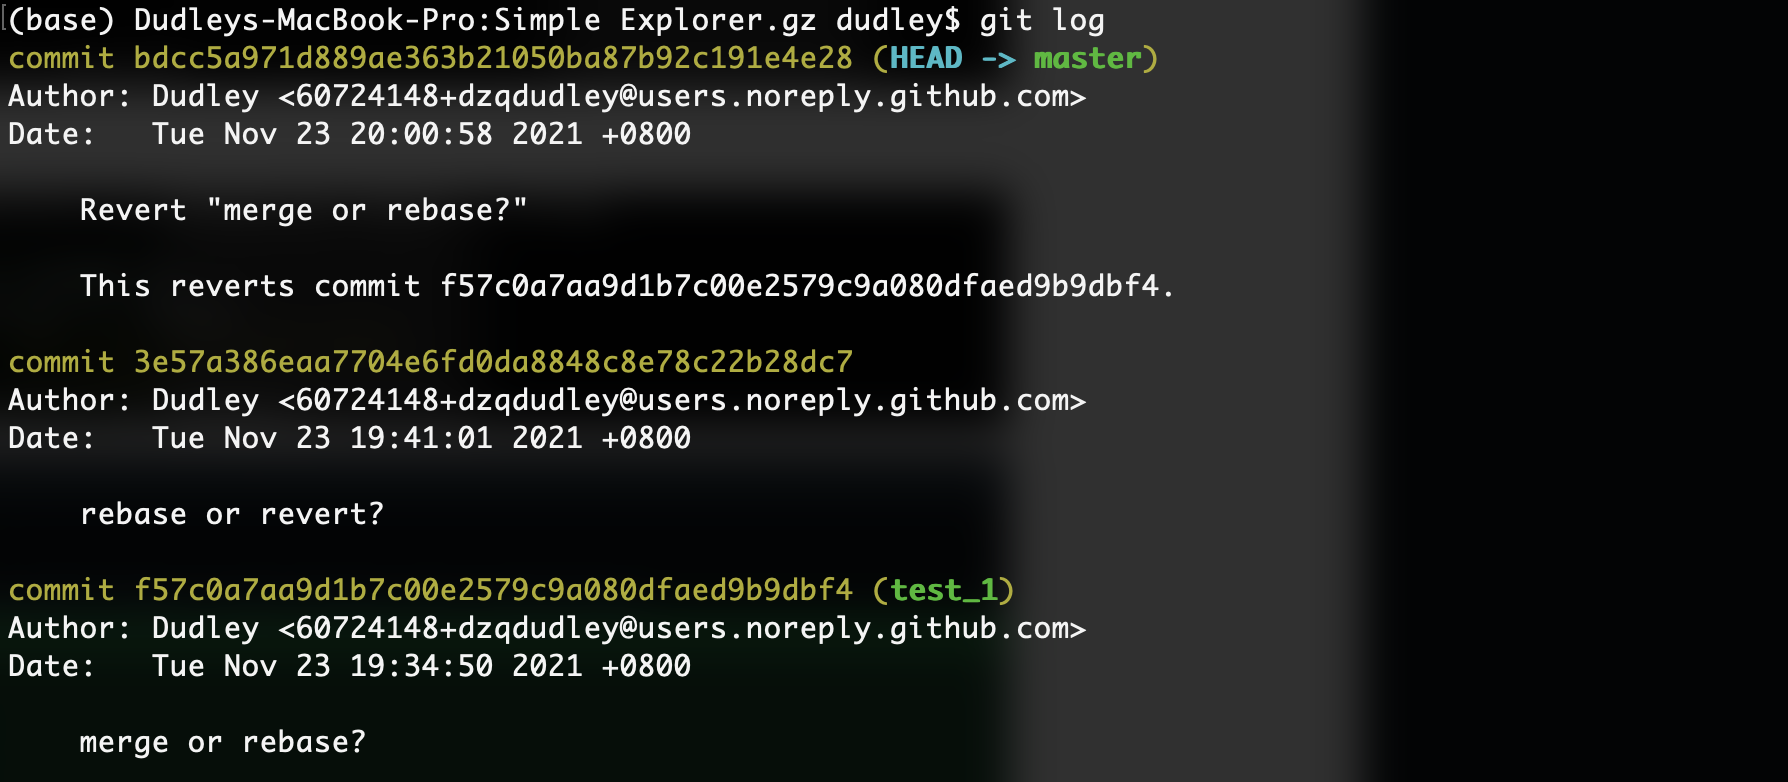 (base) Dudleys-MacBook-Pro:Simple Explorer.gz dudley$ git log
commit bdcc5a971d889ae363b21050ba87b92c191e4e28 (HEAD -> master)
Author: Dudley <60724148+dzqdudley@users.noreply.github.com>
Date:   Tue Nov 23 20:00:58 2021 +0800
    Revert "merge or rebase?"
    This reverts commit f57c0a7aa9d1b7c00e2579c9a080dfaed9b9dbf4.
commit 3e57a386eaa7704e6fd0da8848c8e78c22b28dc7
Author: Dudley <60724148+dzqdudley@users.noreply.github.com>
Date:   Tue Nov 23 19:41:01 2021 +0800
    rebase or revert?
commit f57c0a7aa9d1b7c00e2579c9a080dfaed9b9dbf4 (test_1)
Author: Dudley <60724148+dzqdudley@users.noreply.github.com>
Date:   Tue Nov 23 19:34:50 2021 +0800
    merge or rebase?